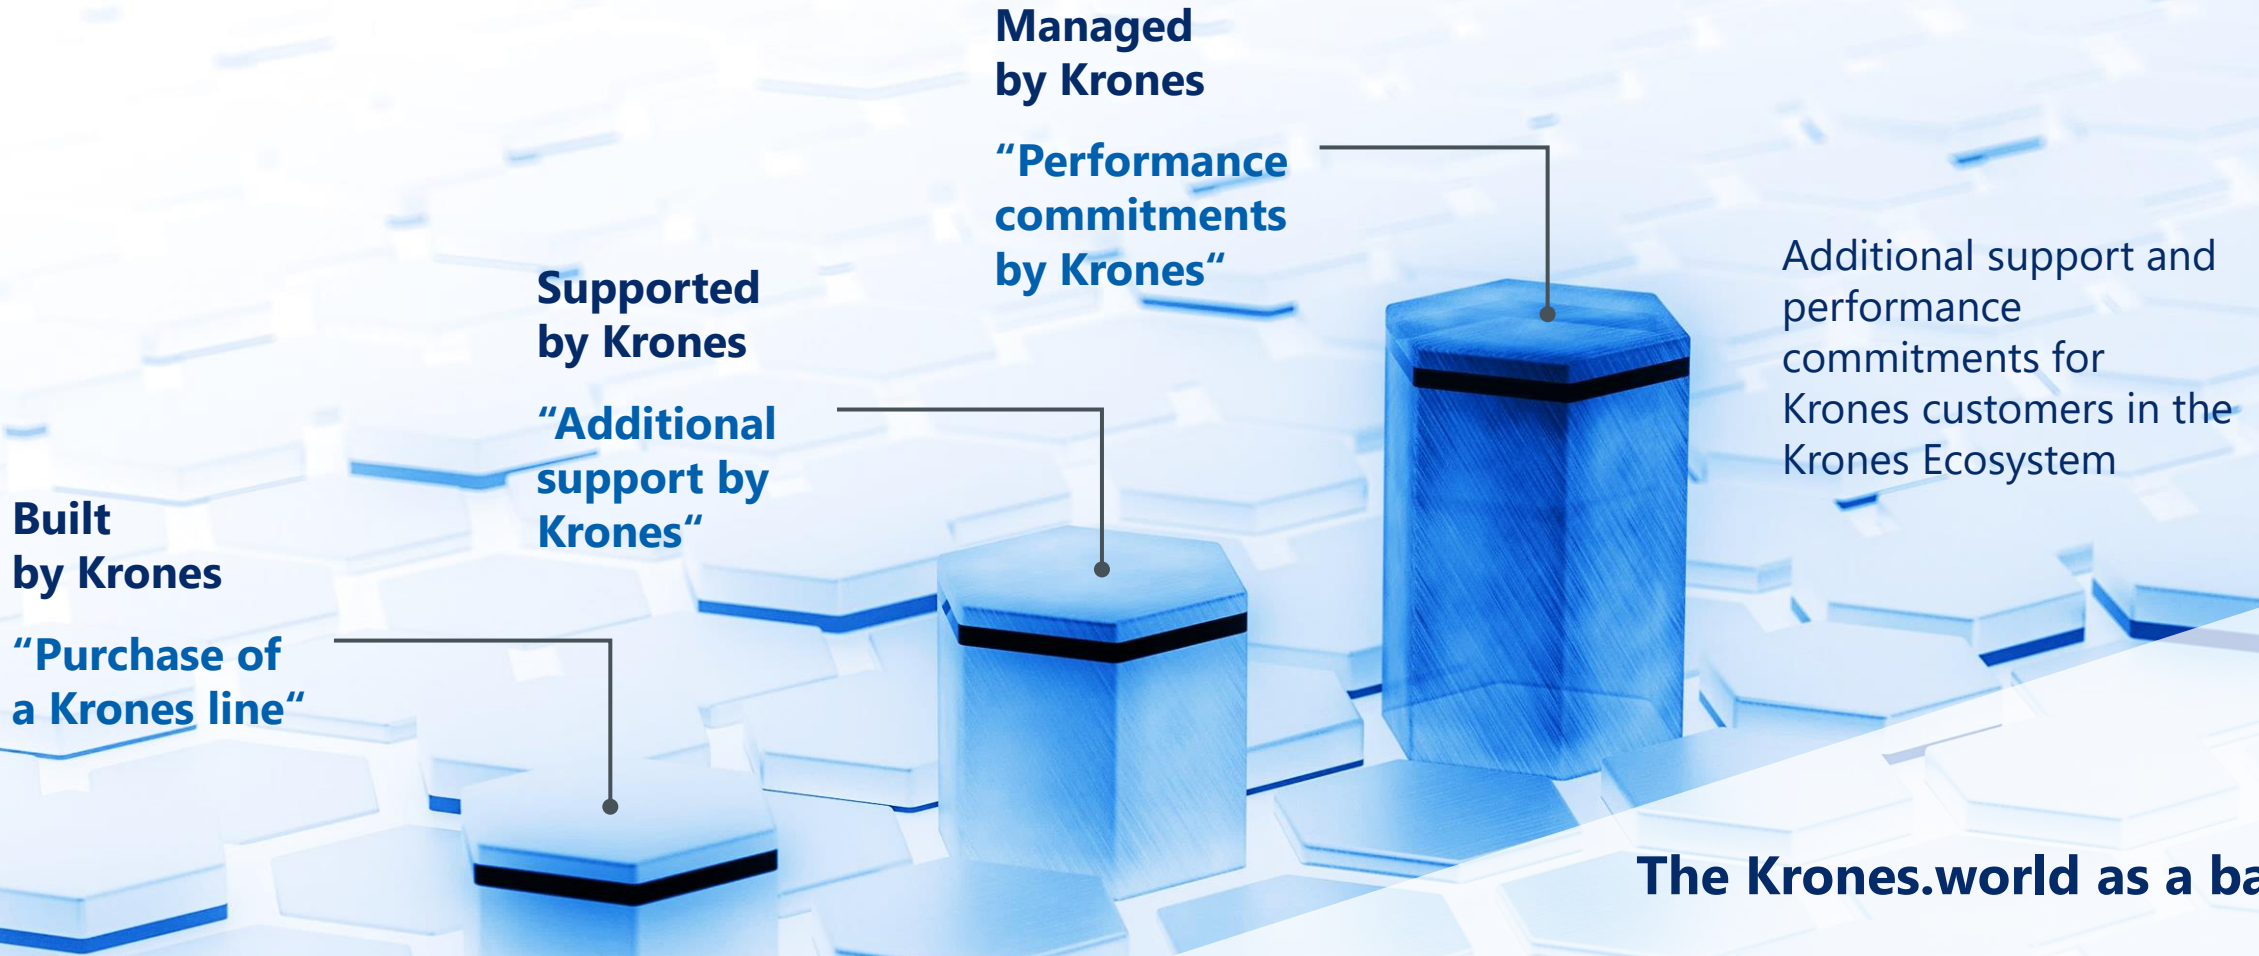 Managed
by Krones
“Performance
commitments
by Krones“
Supported
by Krones
“Additional
support by
Krones“
Built
by Krones
“Purchase of
a Krones line“
Additional support and
performance
commitments for
Krones customers in the
Krones Ecosystem
The Krones.world as a